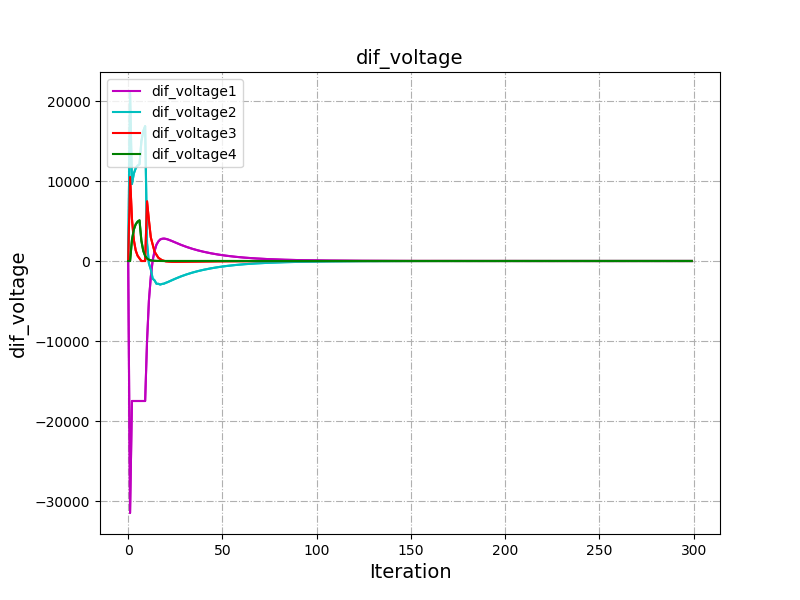 dif_voltage
dif_voltage1
dif_voltage2
dif_voltage3
dif_voltage4
20000
10000
0
−10000
−20000
−30000
dif_voltage
0 50 100 150 200 250 300
Iteration